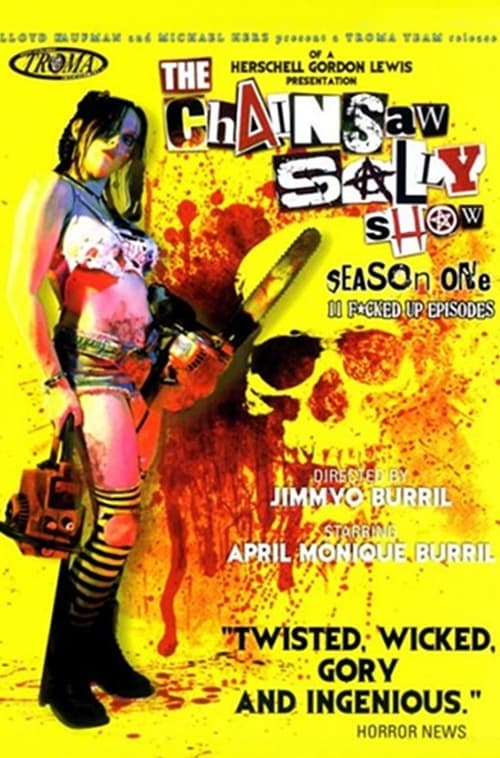 LLOYD KAUFMAN and MICHAEL HERZ present a TROMA TEAM release
TROMA
OF A
HERSCHELL GORDON LEWIS
PRESENTATION
THE
ChAINSaw
SALLY
SHOW
SEASOn ONe
11 F*CKED UP EPISODES
DIRECTED BY
JIMMYO BURRIL
STARRING
APRIL MONIQUE BURRIL
"TWISTED, WICKED,
GORY
AND INGENIOUS."
HORROR NEWS